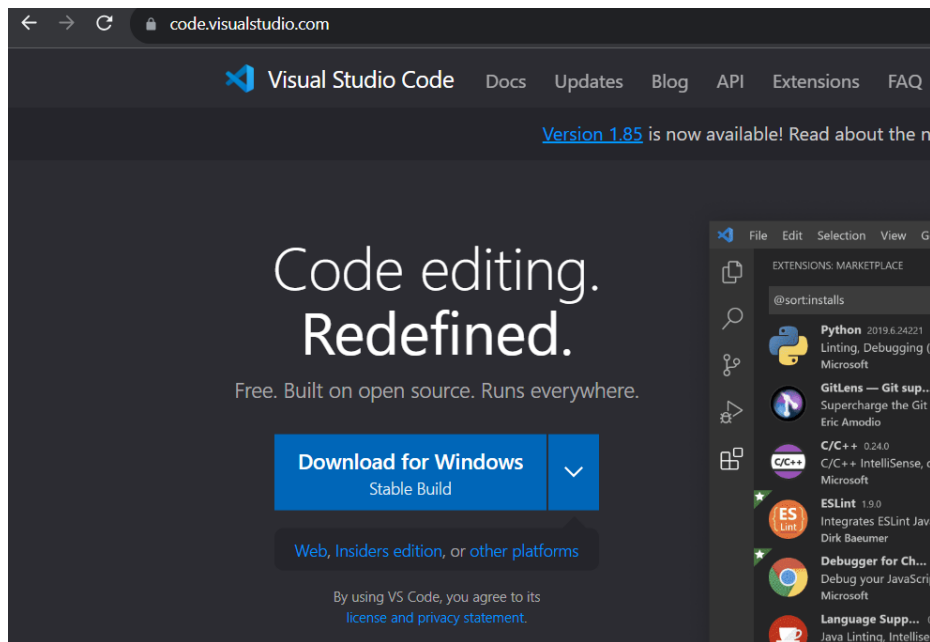 code.visualstudio.com
Visual Studio Code Docs Updates Blog API Extensions FAQ
Version 1.85 is now available! Read about the n
Code editing.
Redefined.
Free. Built on open source. Runs everywhere.
Download for Windows
Stable Build
Web, Insiders edition, or other platforms
By using VS Code, you agree to its
license and privacy statement.
File Edit Selection View G
EXTENSIONS: MARKETPLACE
@sort:installs
Python 2019.6.24221
Linting, Debugging (
Microsoft
GitLens — Git sup...
Supercharge the Git
Eric Amodio
C/C++
C/C++ 0.24.0
C/C++ IntelliSense, d
Microsoft
ES
Lint
ESLint 1.9.0
Integrates ESLint Jav
Dirk Baeumer
Debugger for Ch...
Debug your JavaScri
Microsoft
Language Supp...
Java Linting, Intellise